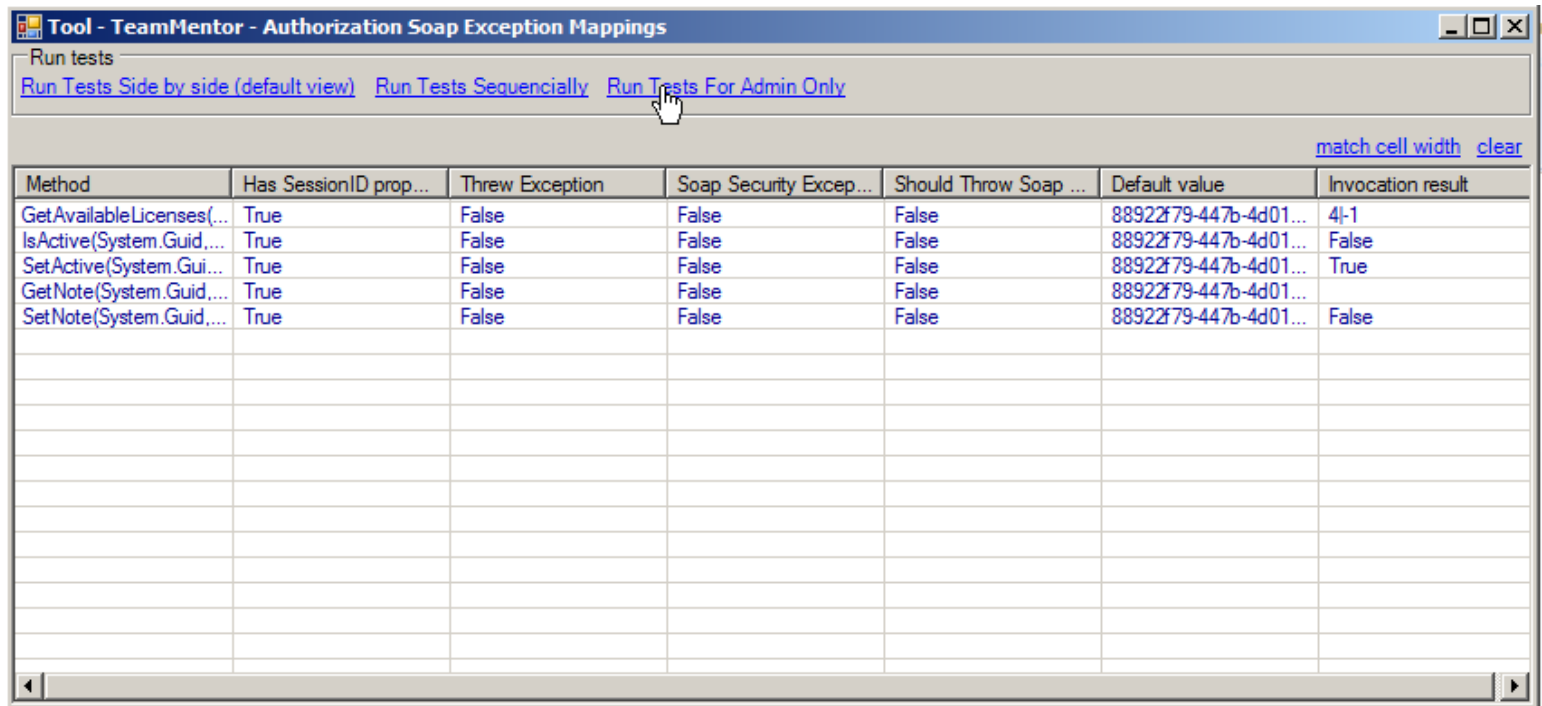 Tool - TeamMentor - Authorization Soap Exception Mappings
Run tests
Run Tests Side by side (default view) Run Tests Sequencially Run Tests For Admin Only
match cell width clear
Method Has SessionID prop... Threw Exception Soap Security Excep... Should Throw Soap ... Default value Invocation result
GetAvailableLicenses(... True False False False 88922f79-447b-4d01... 4|-1
IsActive(System.Guid,... True False False False 88922f79-447b-4d01... False
SetActive(System.Gui... True False False False 88922f79-447b-4d01... True
GetNote(System.Guid,... True False False False 88922f79-447b-4d01...
SetNote(System.Guid,... True False False False 88922f79-447b-4d01... False